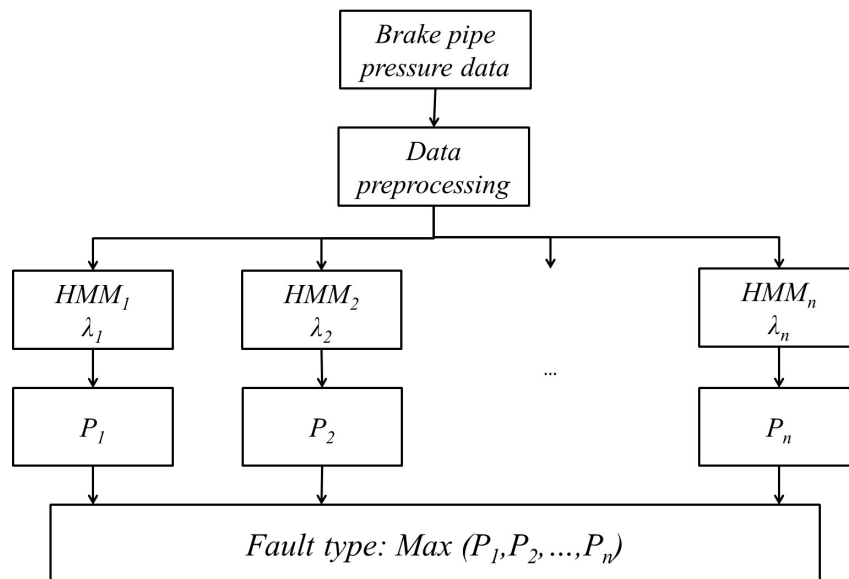 Brake pipe
pressure data
Data
preprocessing
HMM₁
λ₁
HMM₂
λ₂
HMMₙ
λₙ
...
P₁
P₂
Pₙ
Fault type: Max (P₁,P₂,...,Pₙ)